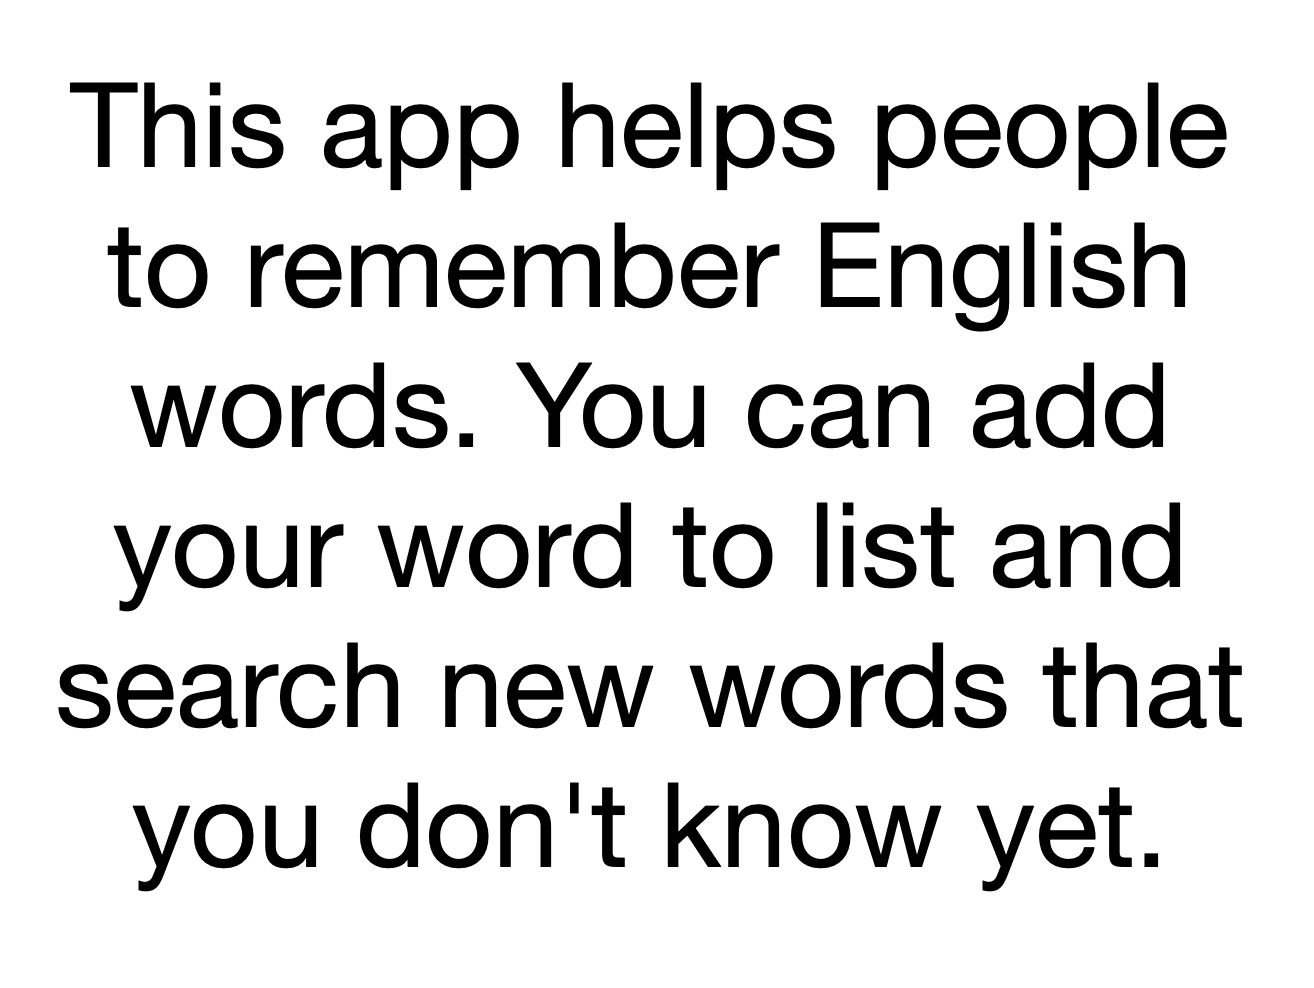 This app helps people
to remember English
words. You can add
your word to list and
search new words that
you don't know yet.